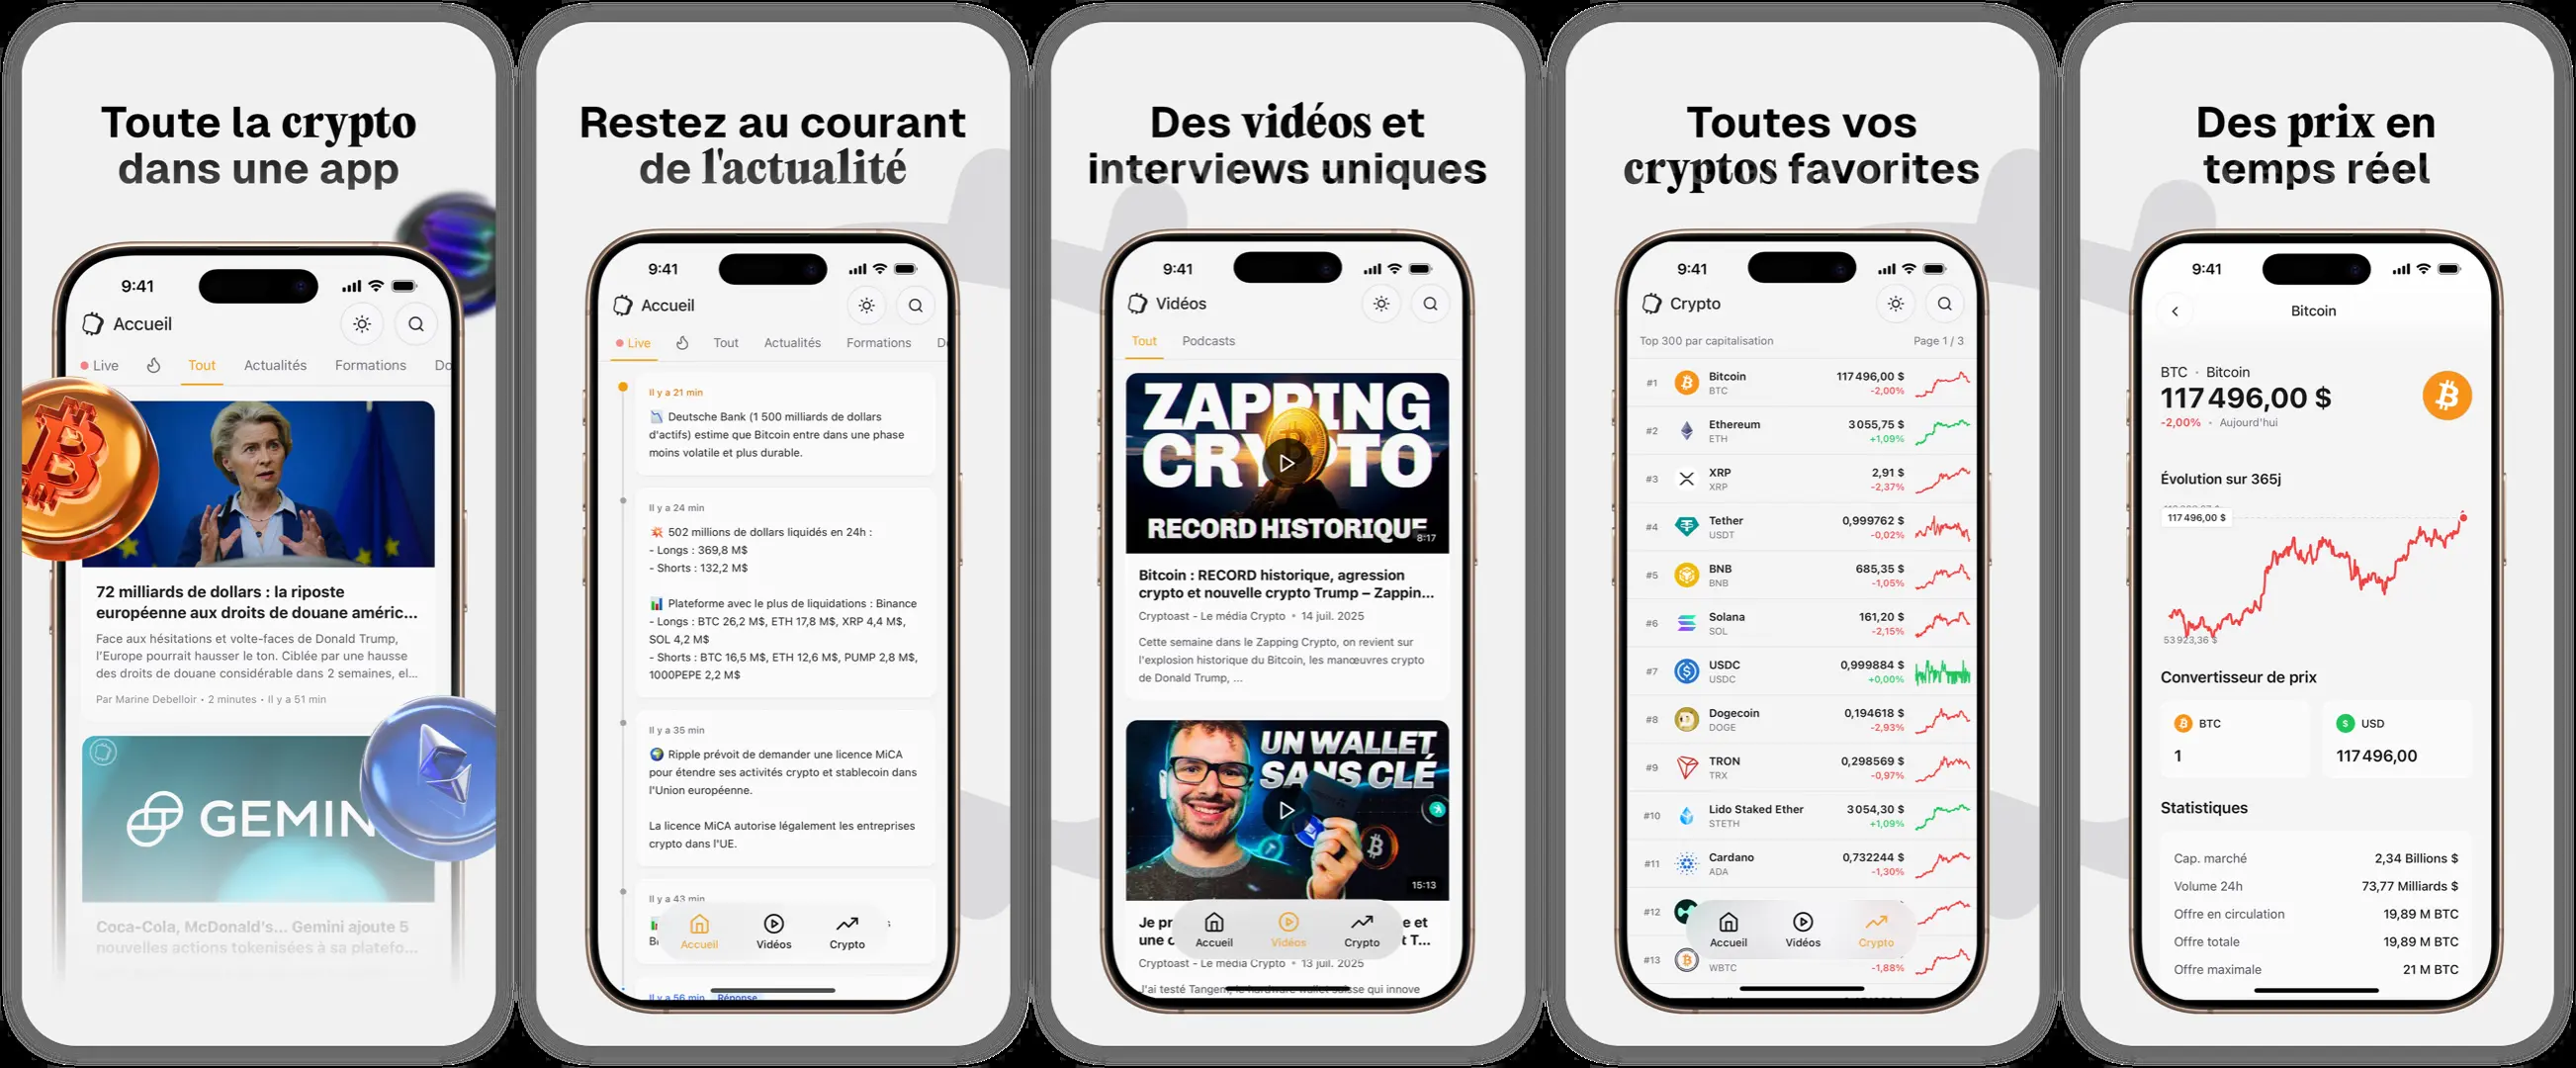 Toute la crypto
dans une app
9:41
Accueil
Live
Tout
Actualités
Formations
Do
72 milliards de dollars : la riposte
européenne aux droits de douane améric...
Face aux hésitations et volte-faces de Donald Trump,
l'Europe pourrait hausser le ton. Ciblée par une hausse
des droits de douane considérable dans 2 semaines, el...
Par Marine Debelloir • 2 minutes • Il y a 51 min
GEMIN
Coca-Cola, McDonald's... Gemini ajoute 5
nouvelles actions tokenisées à sa platefo...
Restez au courant
de l'actualité
9:41
Accueil
Live
Tout
Actualités
Formations
Do
Il y a 21 min
Deutsche Bank (1 500 milliards de dollars
d'actifs) estime que Bitcoin entre dans une phase
moins volatile et plus durable.
Il y a 24 min
502 millions de dollars liquidés en 24h :
- Longs : 369,8 M$
- Shorts : 132,2 M$
Plateforme avec le plus de liquidations : Binance
- Longs : BTC 26,2 M$, ETH 17,8 M$, XRP 4,4 M$,
SOL 4,2 M$
- Shorts : BTC 16,5 M$, ETH 12,6 M$, PUMP 2,8 M$,
1000PEPE 2,2 M$
Il y a 35 min
Ripple prévoit de demander une licence MiCA
pour étendre ses activités crypto et stablecoin dans
l'Union européenne.
La licence MiCA autorise légalement les entreprises
crypto dans l'UE.
Il y a 43 min
Accueil
Vidéos
Crypto
Il y a 56 min
Réponse
Des vidéos et
interviews uniques
9:41
Vidéos
Tout
Podcasts
ZAPPING
CRYPTO
RECORD HISTORIQUE
8:17
Bitcoin : RECORD historique, agression
crypto et nouvelle crypto Trump – Zappin...
Cryptoast - Le média Crypto • 14 juil. 2025
Cette semaine dans le Zapping Crypto, on revient sur
l'explosion historique du Bitcoin, les manœuvres crypto
de Donald Trump, ...
UN WALLET
SANS CLÉ
15:13
Je pr
e et
une c
t T...
Accueil
Vidéos
Crypto
Cryptoast - Le média Crypto • 13 juil. 2025
J'ai testé Tangem, le hardware wallet suisse qui innove
Toutes vos
cryptos favorites
9:41
Crypto
Top 300 par capitalisation
Page 1 / 3
#1 Bitcoin 117 496,00 $
BTC -2,00%
#2 Ethereum 3 055,75 $
ETH +1,09%
#3 XRP 2,91 $
XRP -2,37%
#4 Tether 0,999762 $
USDT -0,02%
#5 BNB 685,35 $
BNB -1,05%
#6 Solana 161,20 $
SOL -2,15%
#7 USDC 0,999884 $
USDC +0,00%
#8 Dogecoin 0,194618 $
DOGE -2,93%
#9 TRON 0,298569 $
TRX -0,97%
#10 Lido Staked Ether 3 054,30 $
STETH +1,09%
#11 Cardano 0,732244 $
ADA -1,30%
#12
Accueil
Vidéos
Crypto
#13
WBTC -1,88%
Des prix en
temps réel
9:41
Bitcoin
BTC · Bitcoin
117 496,00 $
-2,00% • Aujourd'hui
Évolution sur 365j
117 496,00 $
53 923,36 $
Convertisseur de prix
BTC
1
USD
117 496,00
Statistiques
Cap. marché 2,34 Billions $
Volume 24h 73,77 Milliards $
Offre en circulation 19,89 M BTC
Offre totale 19,89 M BTC
Offre maximale 21 M BTC